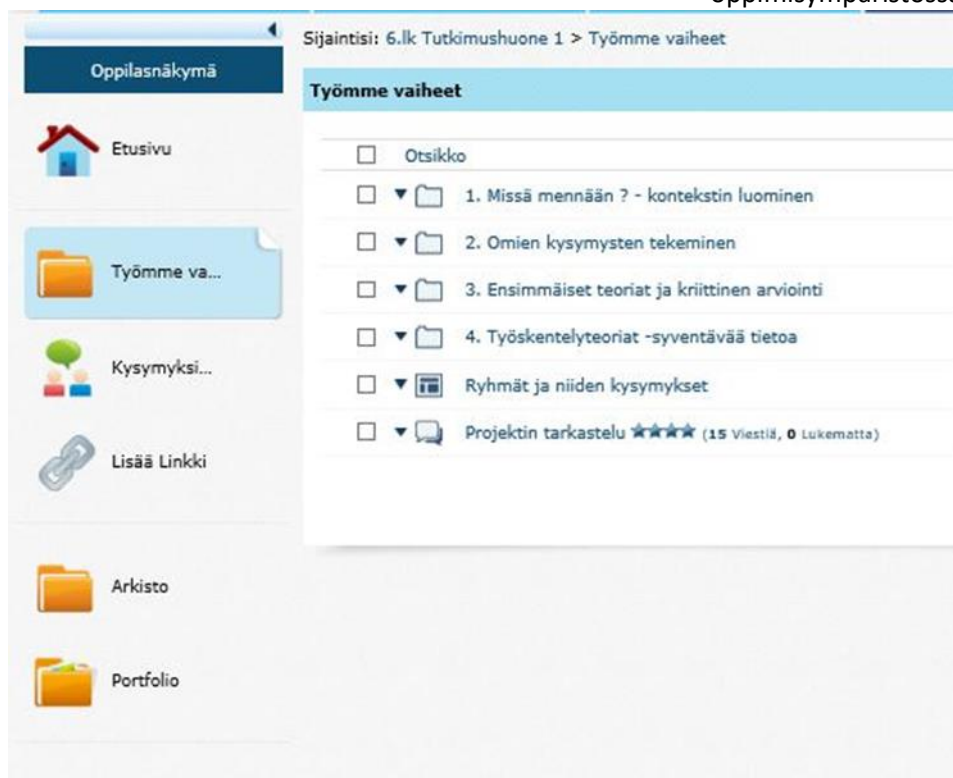 oppimisympäristössä
Sijaintisi: 6.lk Tutkimushuone 1 > Työmme vaiheet
Oppilasnäkymä
Työmme vaiheet
Etusivu
Otsikko
1. Missä mennään ? - kontekstin luominen
2. Omien kysymysten tekeminen
Työmme va...
3. Ensimmäiset teoriat ja kriittinen arviointi
4. Työskentelyteoriat -syventävää tietoa
Kysymyksi...
Ryhmät ja niiden kysymykset
Projektin tarkastelu (15 Viestiä, 0 Lukematta)
Lisää Linkki
Arkisto
Portfolio